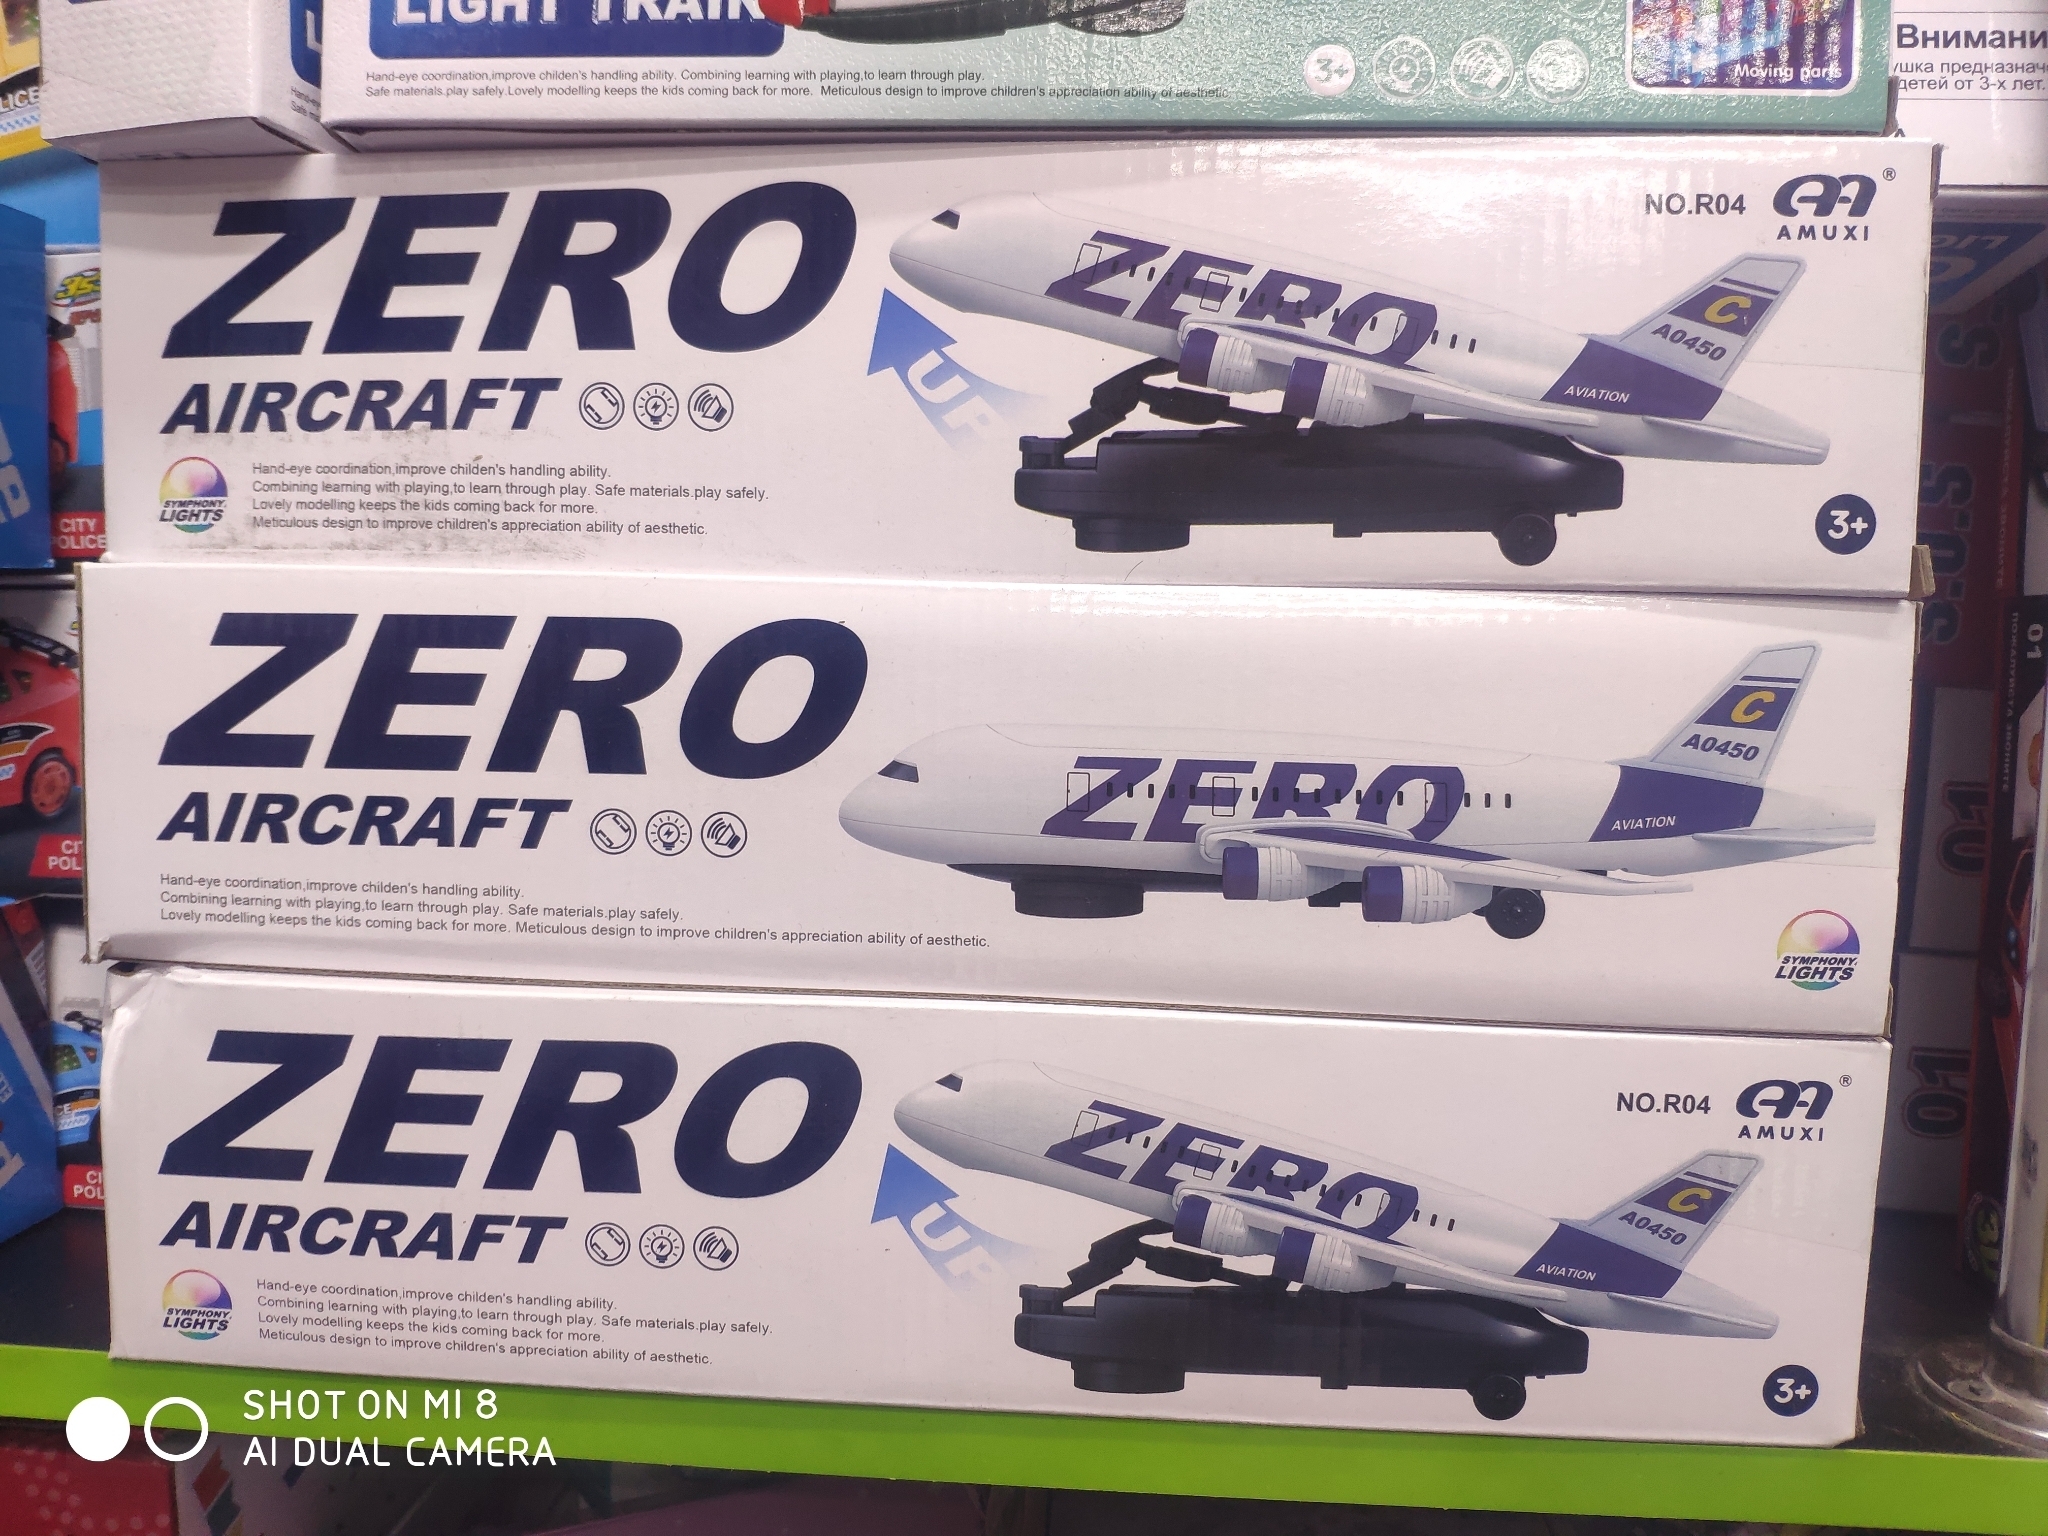 LIGHT TRAIN
Hand-eye coordination,improve childen's handling ability. Combining learning with playing,to learn through play.
Safe materials.play safely.Lovely modelling keeps the kids coming back for more. Meticulous design to improve children's appreciation ability of aesthetic.
3+
Moving parts
Внимани
ушка предназнач
детей от 3-х лет.
ZERO
AIRCRAFT
SYMPHONY
LIGHTS
Hand-eye coordination,improve childen's handling ability.
Combining learning with playing,to learn through play. Safe materials.play safely.
Lovely modelling keeps the kids coming back for more.
Meticulous design to improve children's appreciation ability of aesthetic.
UP
ZERO
AVIATION
C
A0450
NO.R04
AMUXI
®
3+
ZERO
AIRCRAFT
Hand-eye coordination,improve childen's handling ability.
Combining learning with playing,to learn through play. Safe materials.play safely.
Lovely modelling keeps the kids coming back for more. Meticulous design to improve children's appreciation ability of aesthetic.
ZERO
AVIATION
C
A0450
SYMPHONY
LIGHTS
ZERO
AIRCRAFT
SYMPHONY
LIGHTS
Hand-eye coordination,improve childen's handling ability.
Combining learning with playing,to learn through play. Safe materials.play safely.
Lovely modelling keeps the kids coming back for more.
Meticulous design to improve children's appreciation ability of aesthetic.
UP
ZERO
AVIATION
C
A0450
NO.R04
AMUXI
®
3+
CITY
POLICE
01
01
SHOT ON MI 8
AI DUAL CAMERA